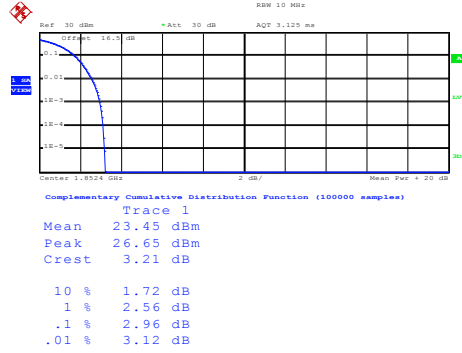 RBW 10 MHz
Ref 30 dBm *Att 30 dB AQT 3.125 ms
Offset 16.5 dB
A
0.1
0.01
1 SA
VIEW
1E-3
LV
1E-4
1E-5
3D
Center 1.8524 GHz 2 dB/ Mean Pwr + 20 dB
Complementary Cumulative Distribution Function (100000 samples)
Trace 1
Mean 23.45 dBm
Peak 26.65 dBm
Crest 3.21 dB
10 % 1.72 dB
1 % 2.56 dB
.1 % 2.96 dB
.01 % 3.12 dB